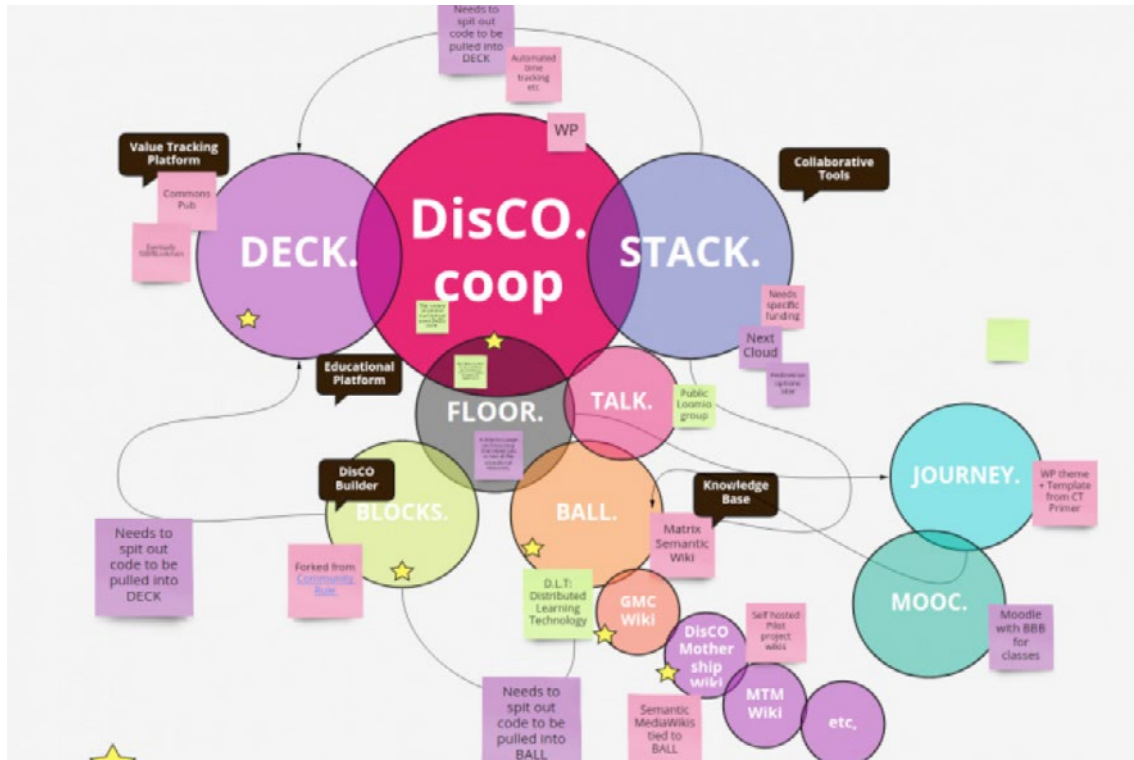 Needs to
spit out
code to be
pulled into
DECK
Automated
time
tracking
etc
WP
Value Tracking
Platform
Commons
Pub
Collaborative
Tools
DECK.
DisCO.
coop
STACK.
Needs
specific
funding
Next
Cloud
Educational
Platform
FLOOR.
TALK.
Public
Loomio
group
DisCO
Builder
BLOCKS.
BALL.
Knowledge
Base
Matrix
Semantic
Wiki
JOURNEY.
WP theme
+ Template
from CT
Primer
Needs to
spit out
code to be
pulled into
DECK
Forked from
Community
Rule
D.L.T:
Distributed
Learning
Technology
GMC
Wiki
DisCO
Mother
ship
Wiki
Self hosted
Pilot
project
wikis
MOOC.
Moodle
with BBB
for
classes
Needs to
spit out
code to be
pulled into
BALL
Semantic
MediaWikis
tied to
BALL
MTM
Wiki
etc,